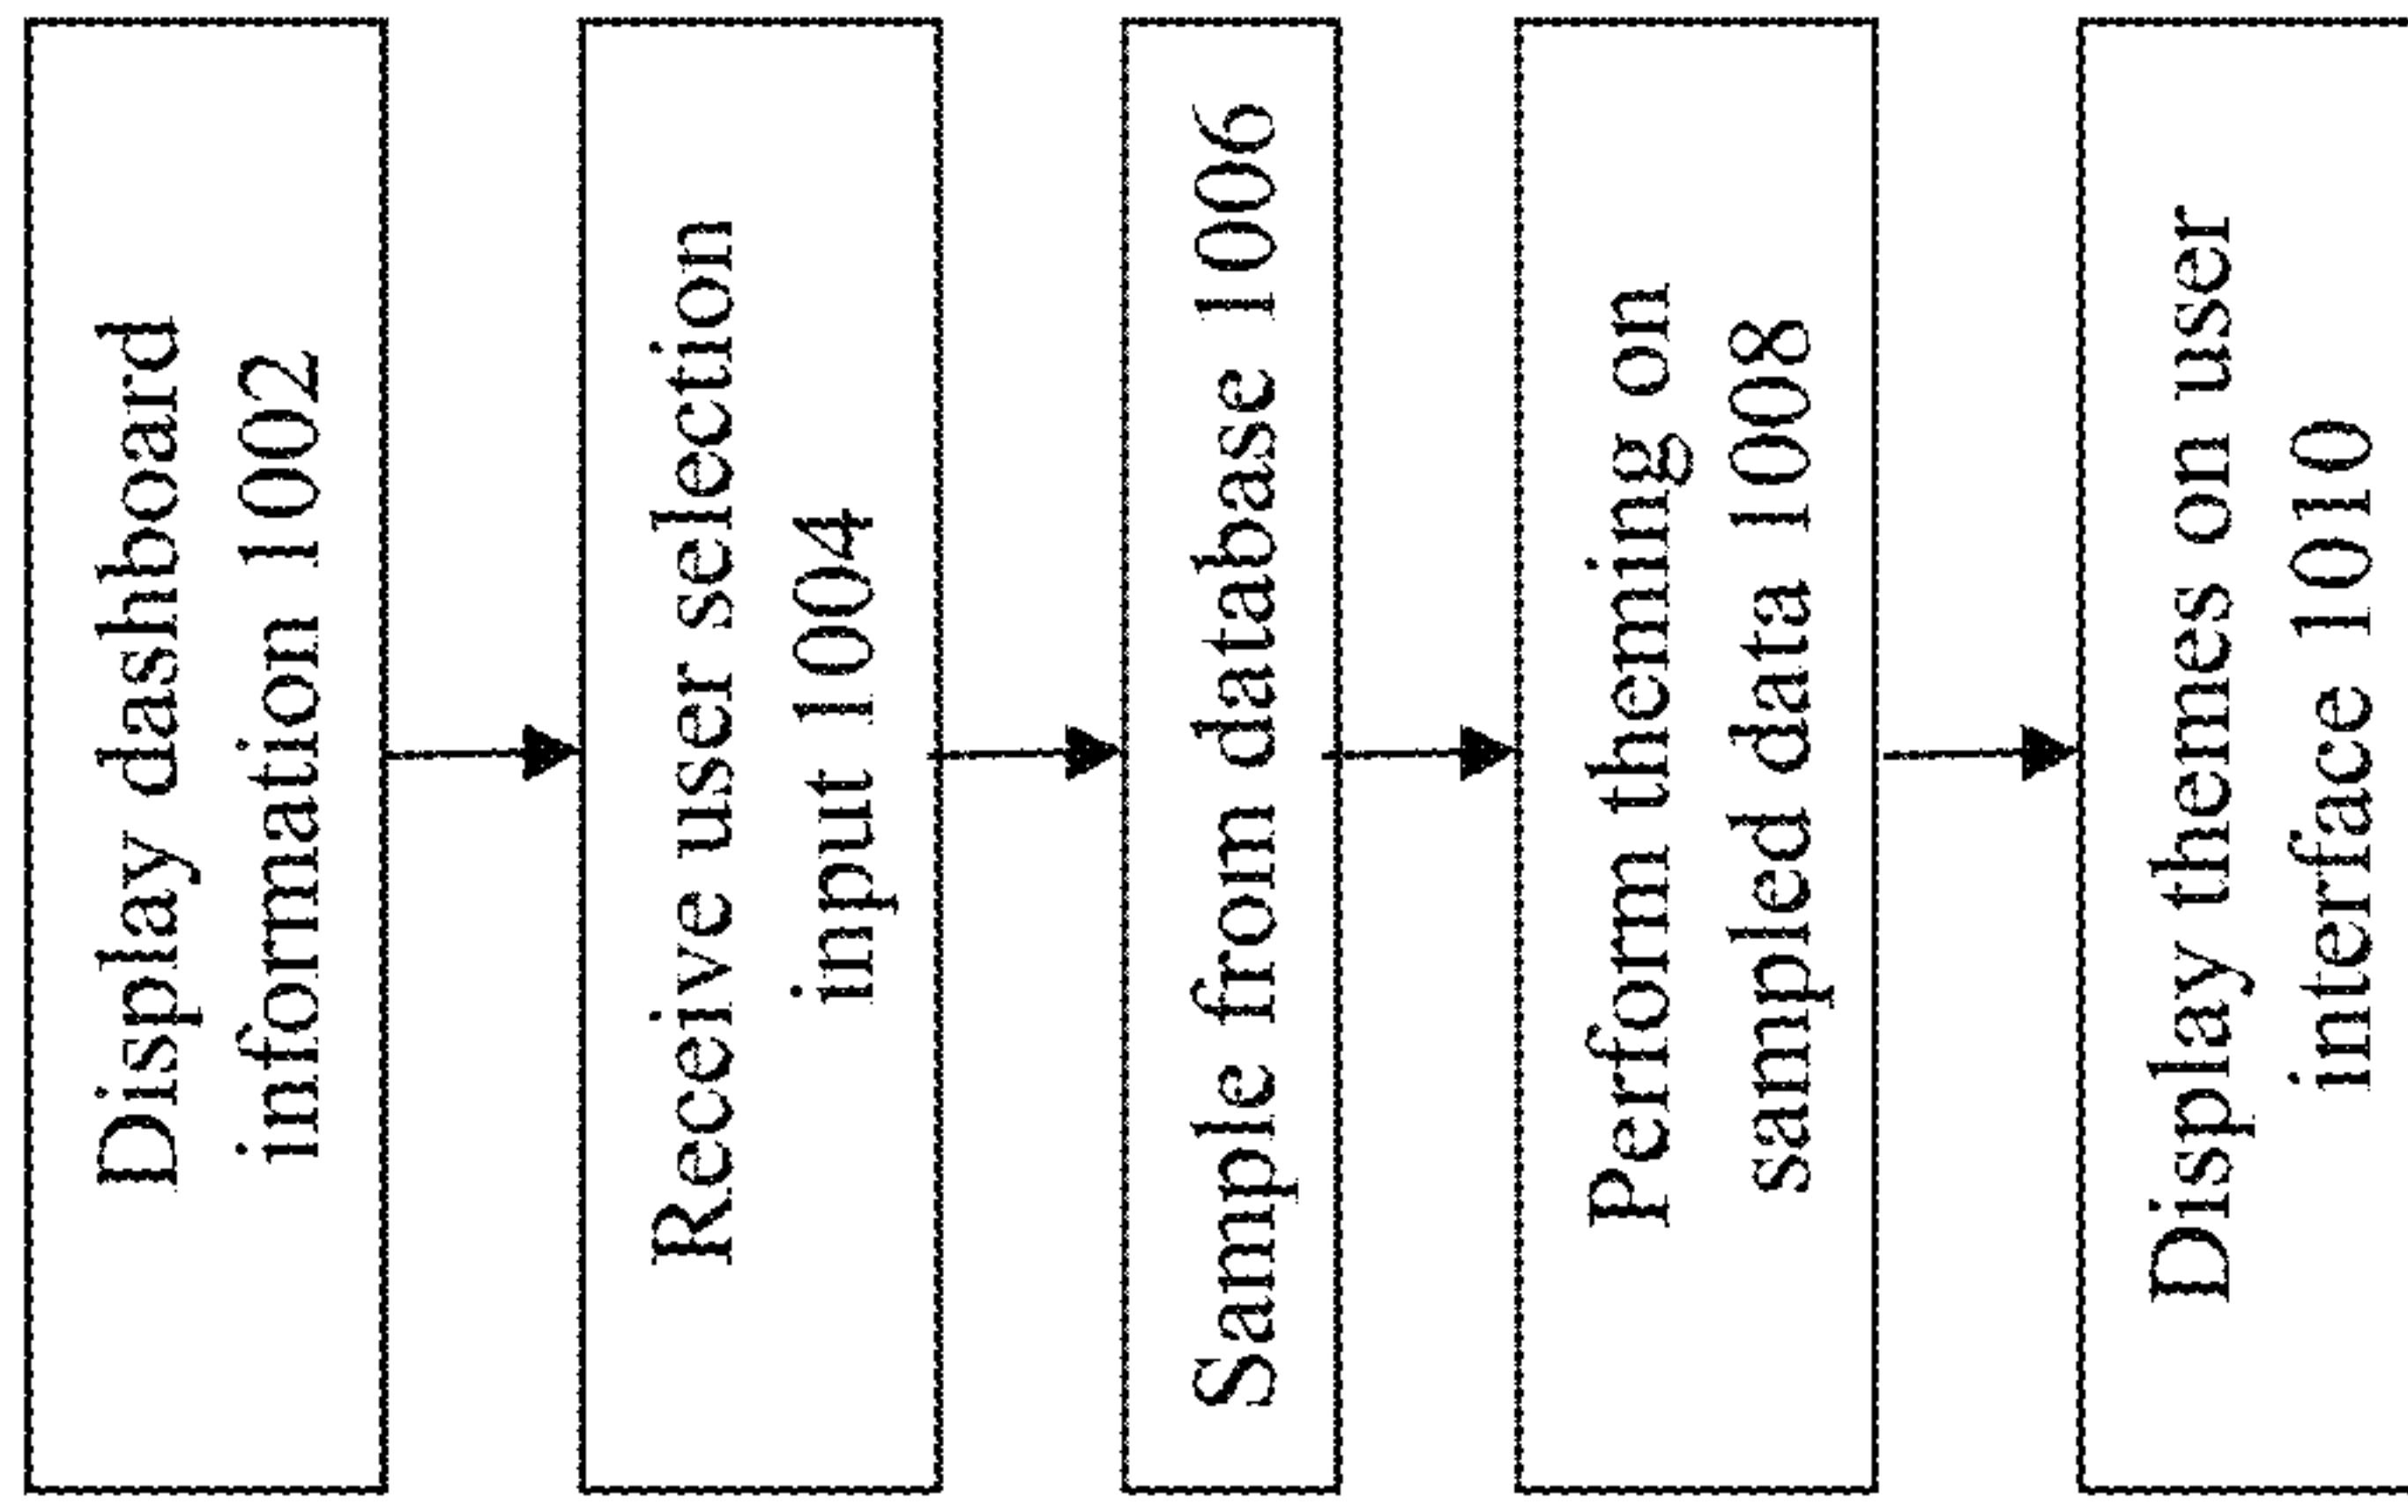 Display dashboard
information 1002
Receive user selection
input 1004
Sample from database 1006
Perform theming on
sampled data 1008
Display themes on user
interface 1010